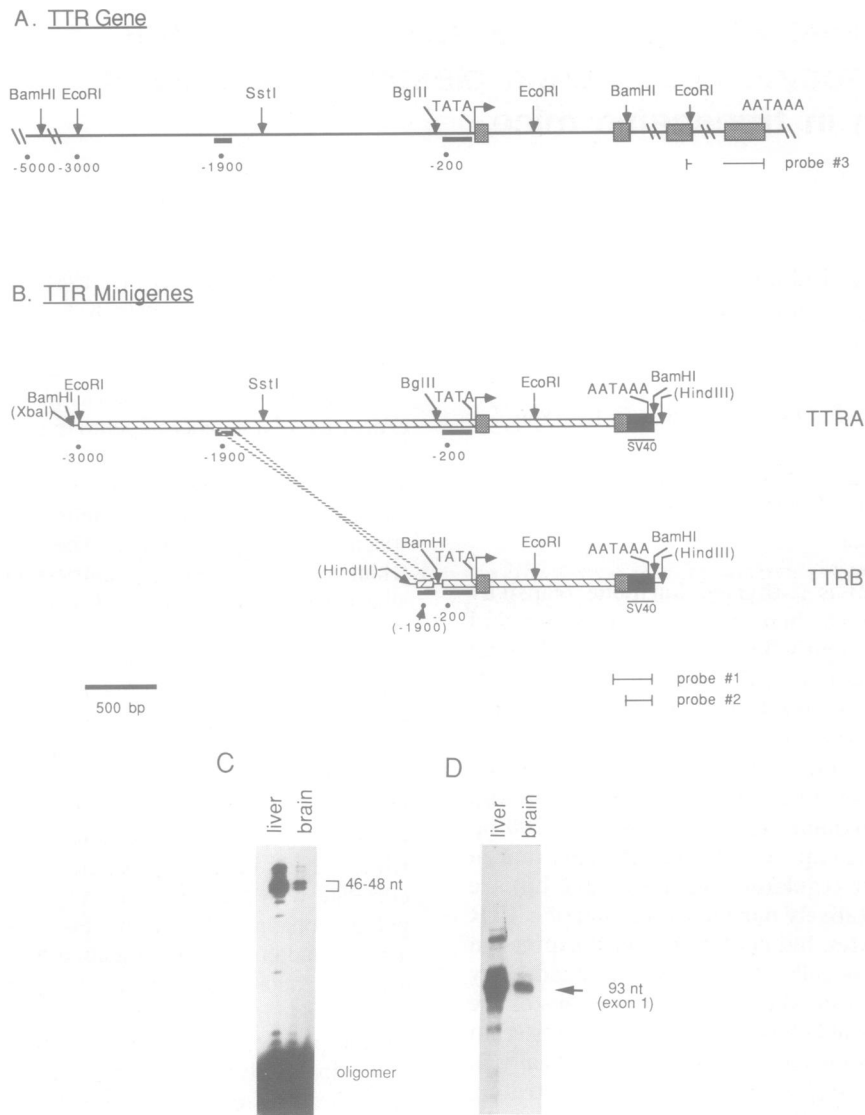 A. TTR Gene
BamHI EcoRI SstI BglII TATA EcoRI BamHI EcoRI AATAAA
-5000 -3000 -1900 -200 probe #3
B. TTR Minigenes
BamHI (XbaI) EcoRI SstI BglII TATA EcoRI AATAAA BamHI (HindIII)
TTRA
-3000 -1900 -200 SV40
(HindIII) BamHI TATA EcoRI AATAAA BamHI (HindIII)
TTRB
(-1900) -200 SV40
probe #1
500 bp probe #2
C D
liver brain liver brain
46-48 nt
93 nt
(exon 1)
oligomer